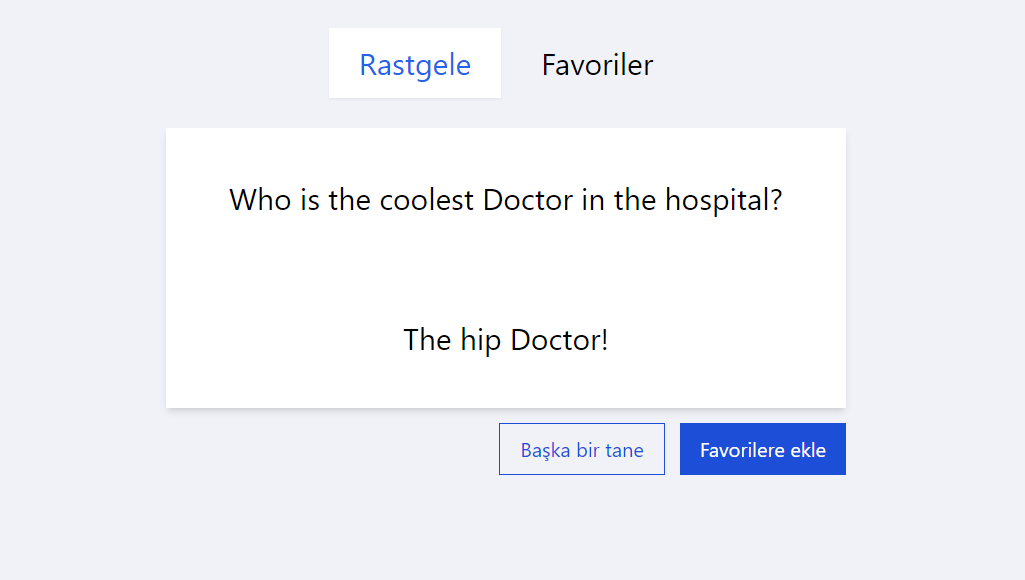 Rastgele Favoriler
Who is the coolest Doctor in the hospital?
The hip Doctor!
Başka bir tane Favorilere ekle